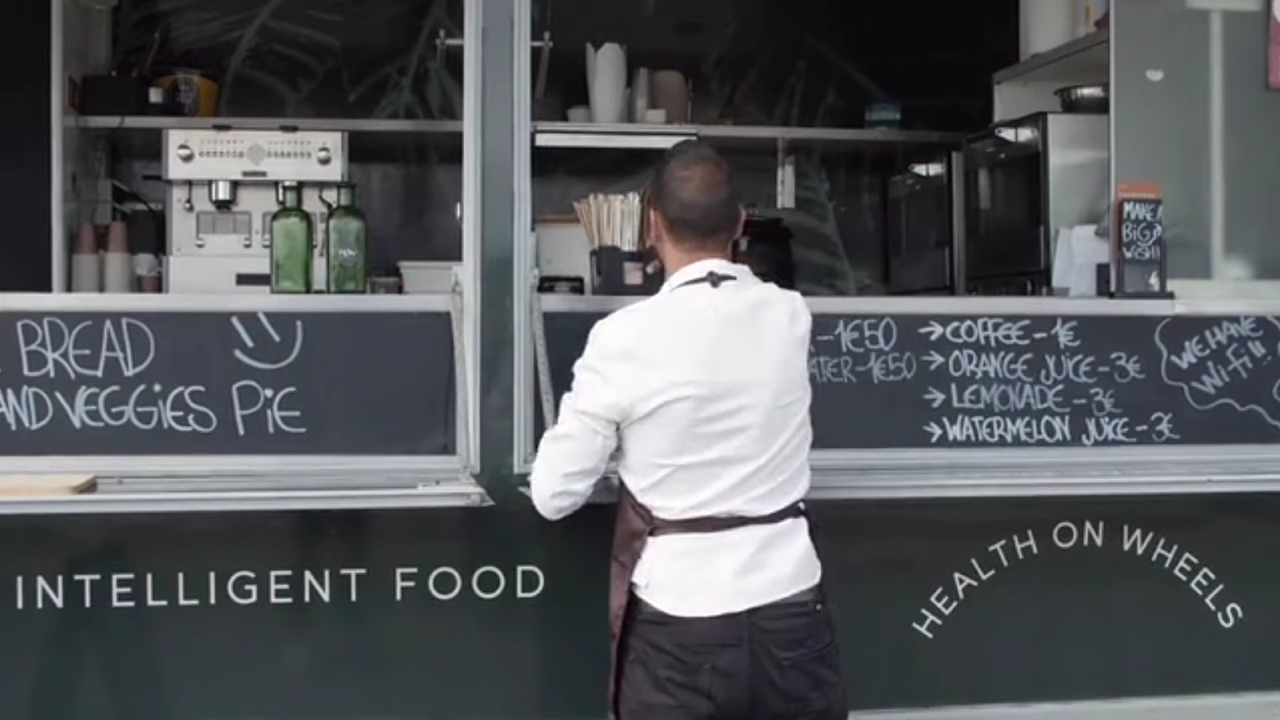 BREAD
AND VEGGIES PIE
-1€50
WATER-1€50
→COFFEE-1€
→ORANGE JUICE-3€
→LEMONADE-3€
→WATERMELON JUICE-3€
WE HAVE
Wi-Fi!!
MAKE A
BIG
WISH!
INTELLIGENT FOOD
HEALTH ON WHEELS